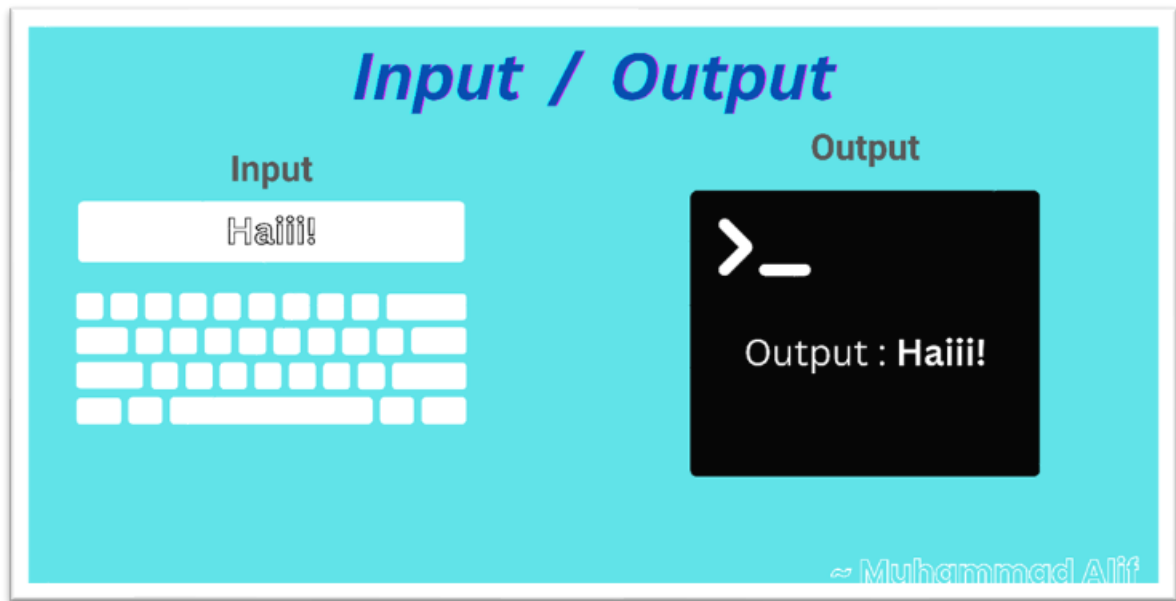 Input / Output
Input
Haiii!
Output
>_
Output : Haiii!
~ Muhammad Alif